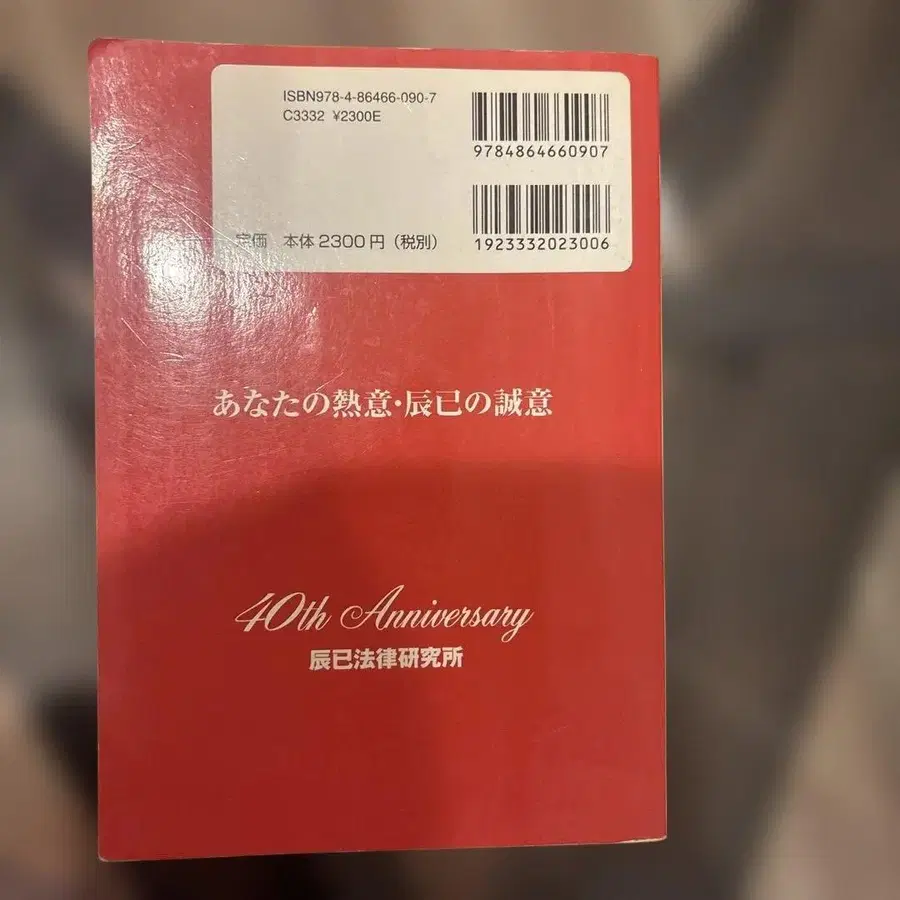 ISBN978-4-86466-090-7
C3332 ¥2300E
9784864660907
定価 本体2300円（税別）
1923332023006
あなたの熱意・辰已の誠意
40th Anniversary
辰已法律研究所